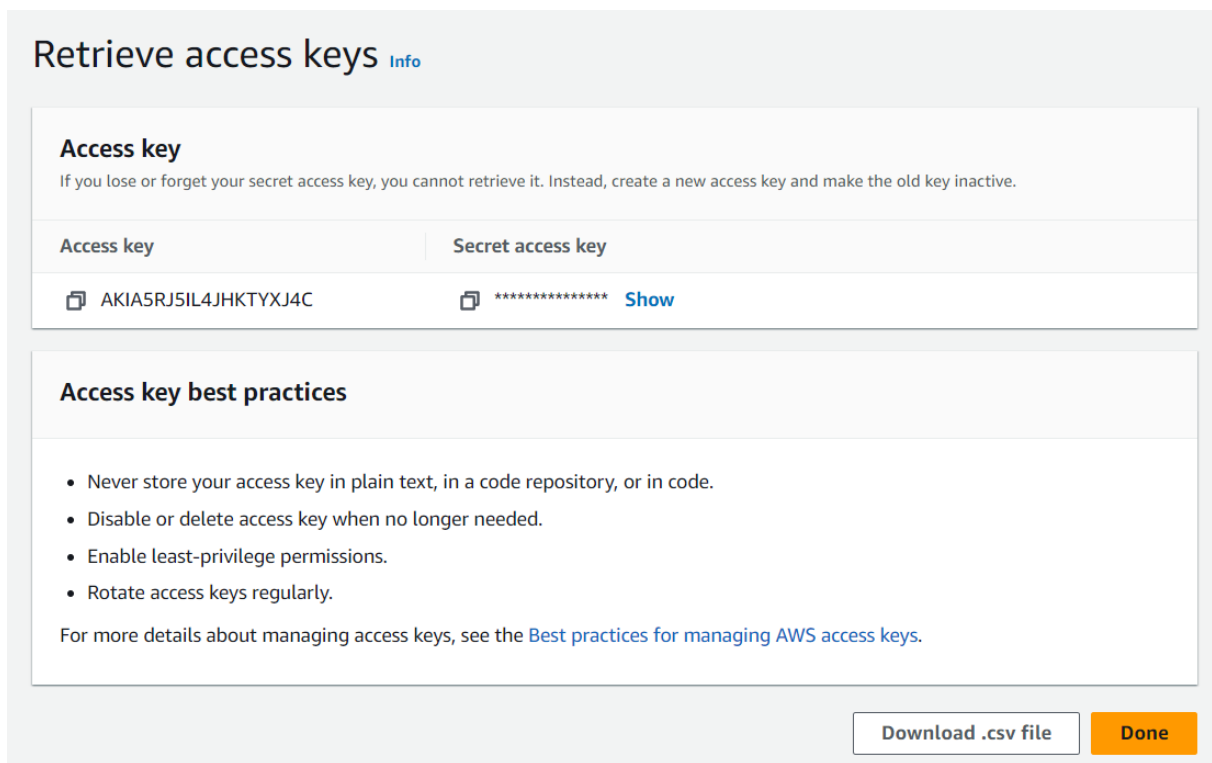 Retrieve access keys Info
Access key
If you lose or forget your secret access key, you cannot retrieve it. Instead, create a new access key and make the old key inactive.
Access key Secret access key
AKIA5RJ5IL4JHKTYXJ4C *************** Show
Access key best practices
• Never store your access key in plain text, in a code repository, or in code.
• Disable or delete access key when no longer needed.
• Enable least-privilege permissions.
• Rotate access keys regularly.
For more details about managing access keys, see the Best practices for managing AWS access keys.
Download .csv file Done